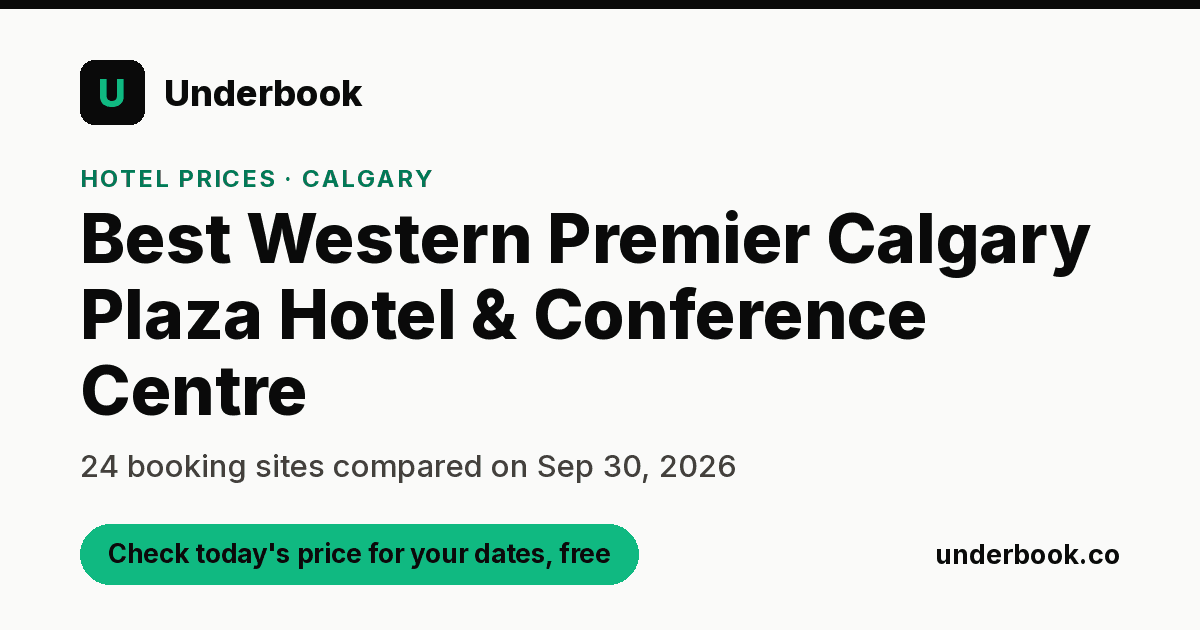 U Underbook
HOTEL PRICES · CALGARY
Best Western Premier Calgary
Plaza Hotel & Conference
Centre
24 booking sites compared on Sep 30, 2026
Check today's price for your dates, free
underbook.co